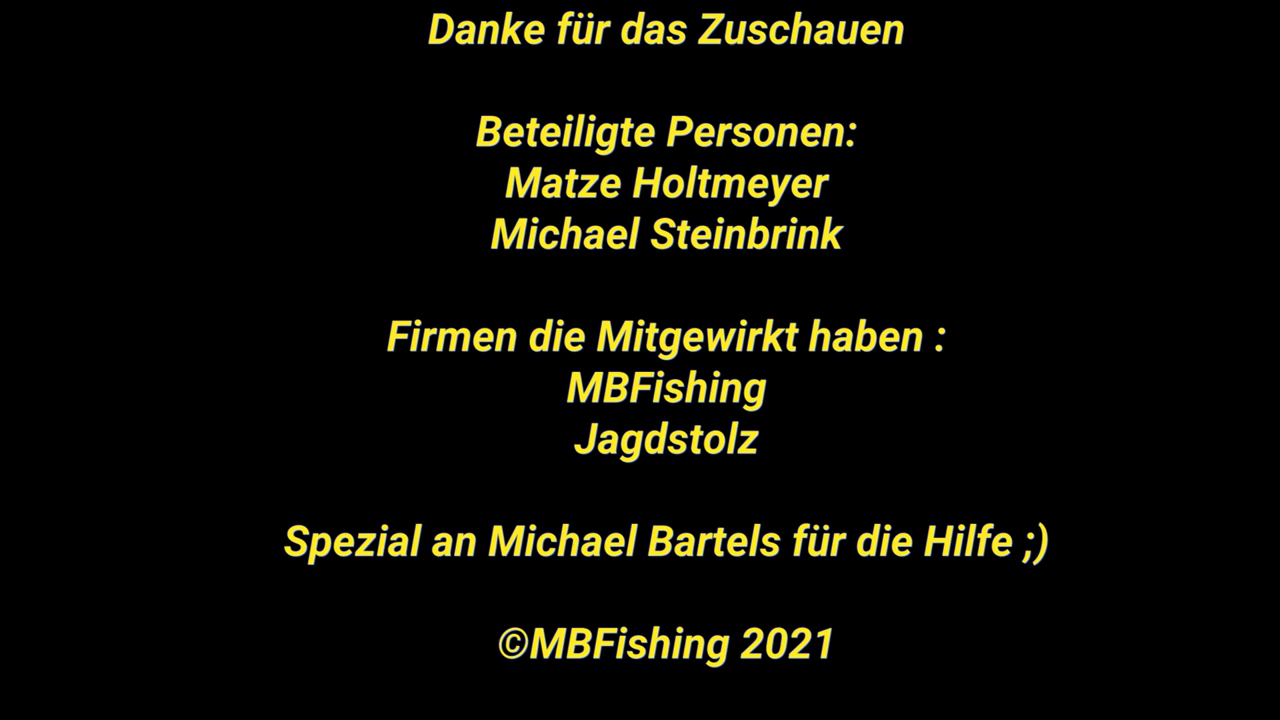 Danke für das Zuschauen
Beteiligte Personen:
Matze Holtmeyer
Michael Steinbrink
Firmen die Mitgewirkt haben :
MBFishing
Jagdstolz
Spezial an Michael Bartels für die Hilfe ;)
©MBFishing 2021